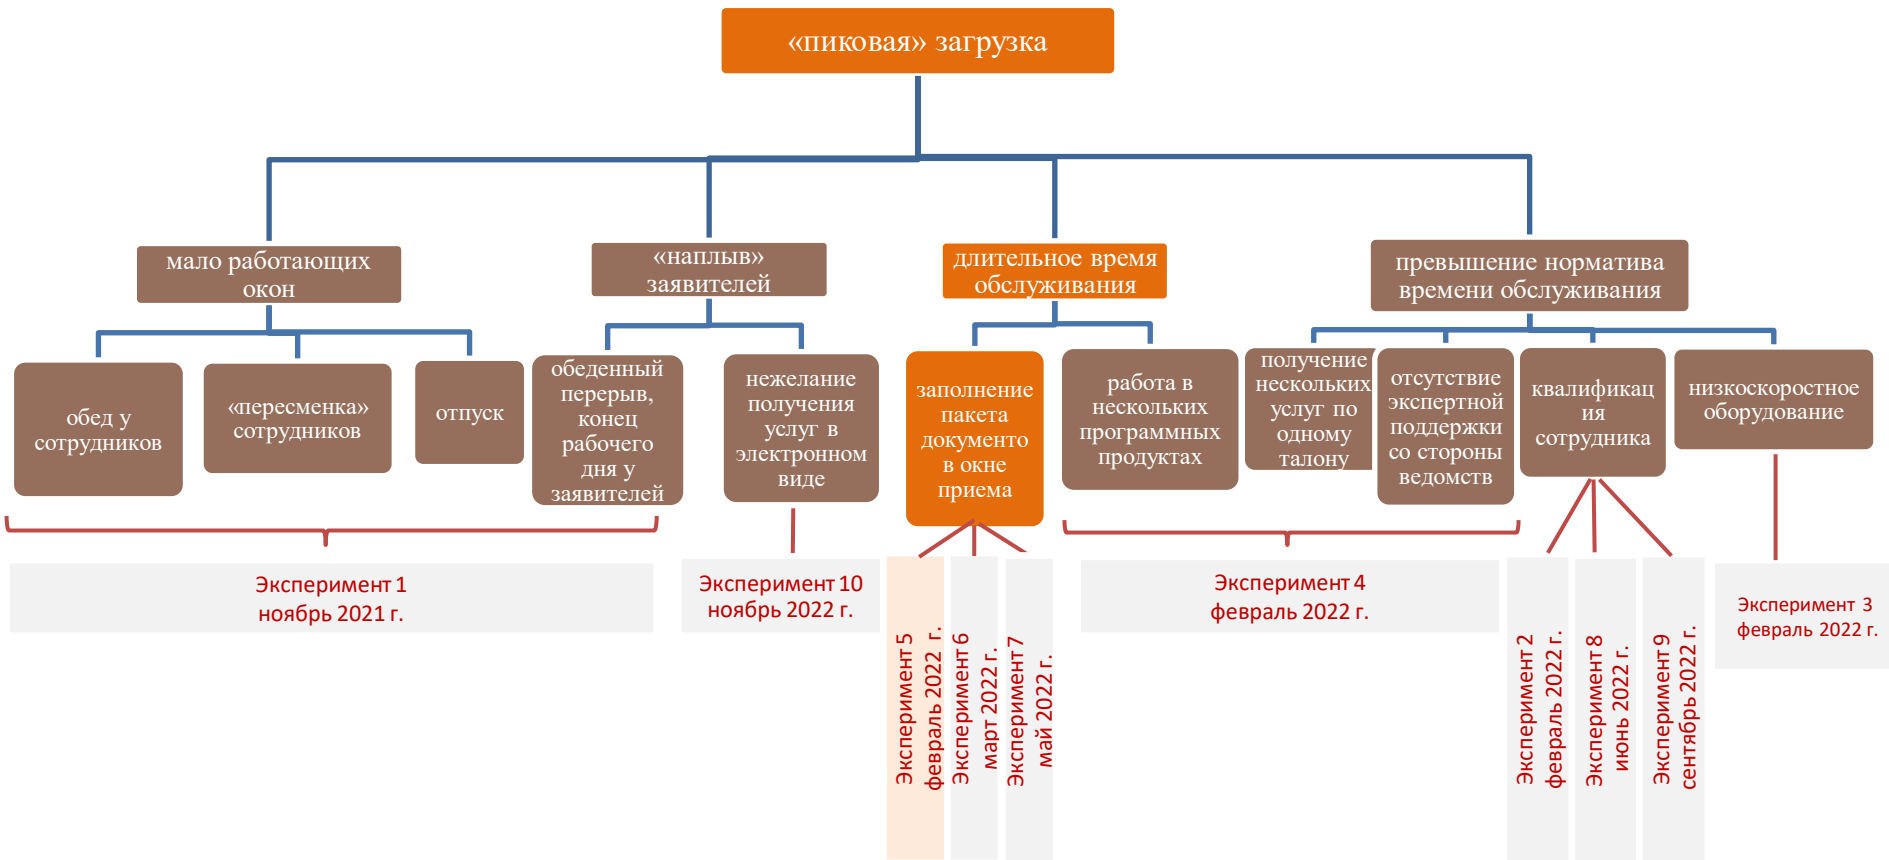 «пиковая» загрузка
мало работающих
окон
«наплыв»
заявителей
длительное время
обслуживания
превышение норматива
времени обслуживания
обед у
сотрудников
«пересменка»
сотрудников
отпуск
обеденный
перерыв,
конец
рабочего
дня у
заявителей
нежелание
получения
услуг в
электронном
виде
заполнение
пакета
документо
в окне
приема
работа в
нескольких
программных
продуктах
получение
нескольких
услуг по
одному
талону
отсутствие
экспертной
поддержки
со стороны
ведомств
квалификац
ия
сотрудника
низкоскоростное
оборудование
Эксперимент 1
ноябрь 2021 г.
Эксперимент 10
ноябрь 2022 г.
Эксперимент 5
февраль 2022 г.
Эксперимент 6
март 2022 г.
Эксперимент 7
май 2022 г.
Эксперимент 4
февраль 2022 г.
Эксперимент 2
февраль 2022 г.
Эксперимент 8
июнь 2022 г.
Эксперимент 9
сентябрь 2022 г.
Эксперимент 3
февраль 2022 г.